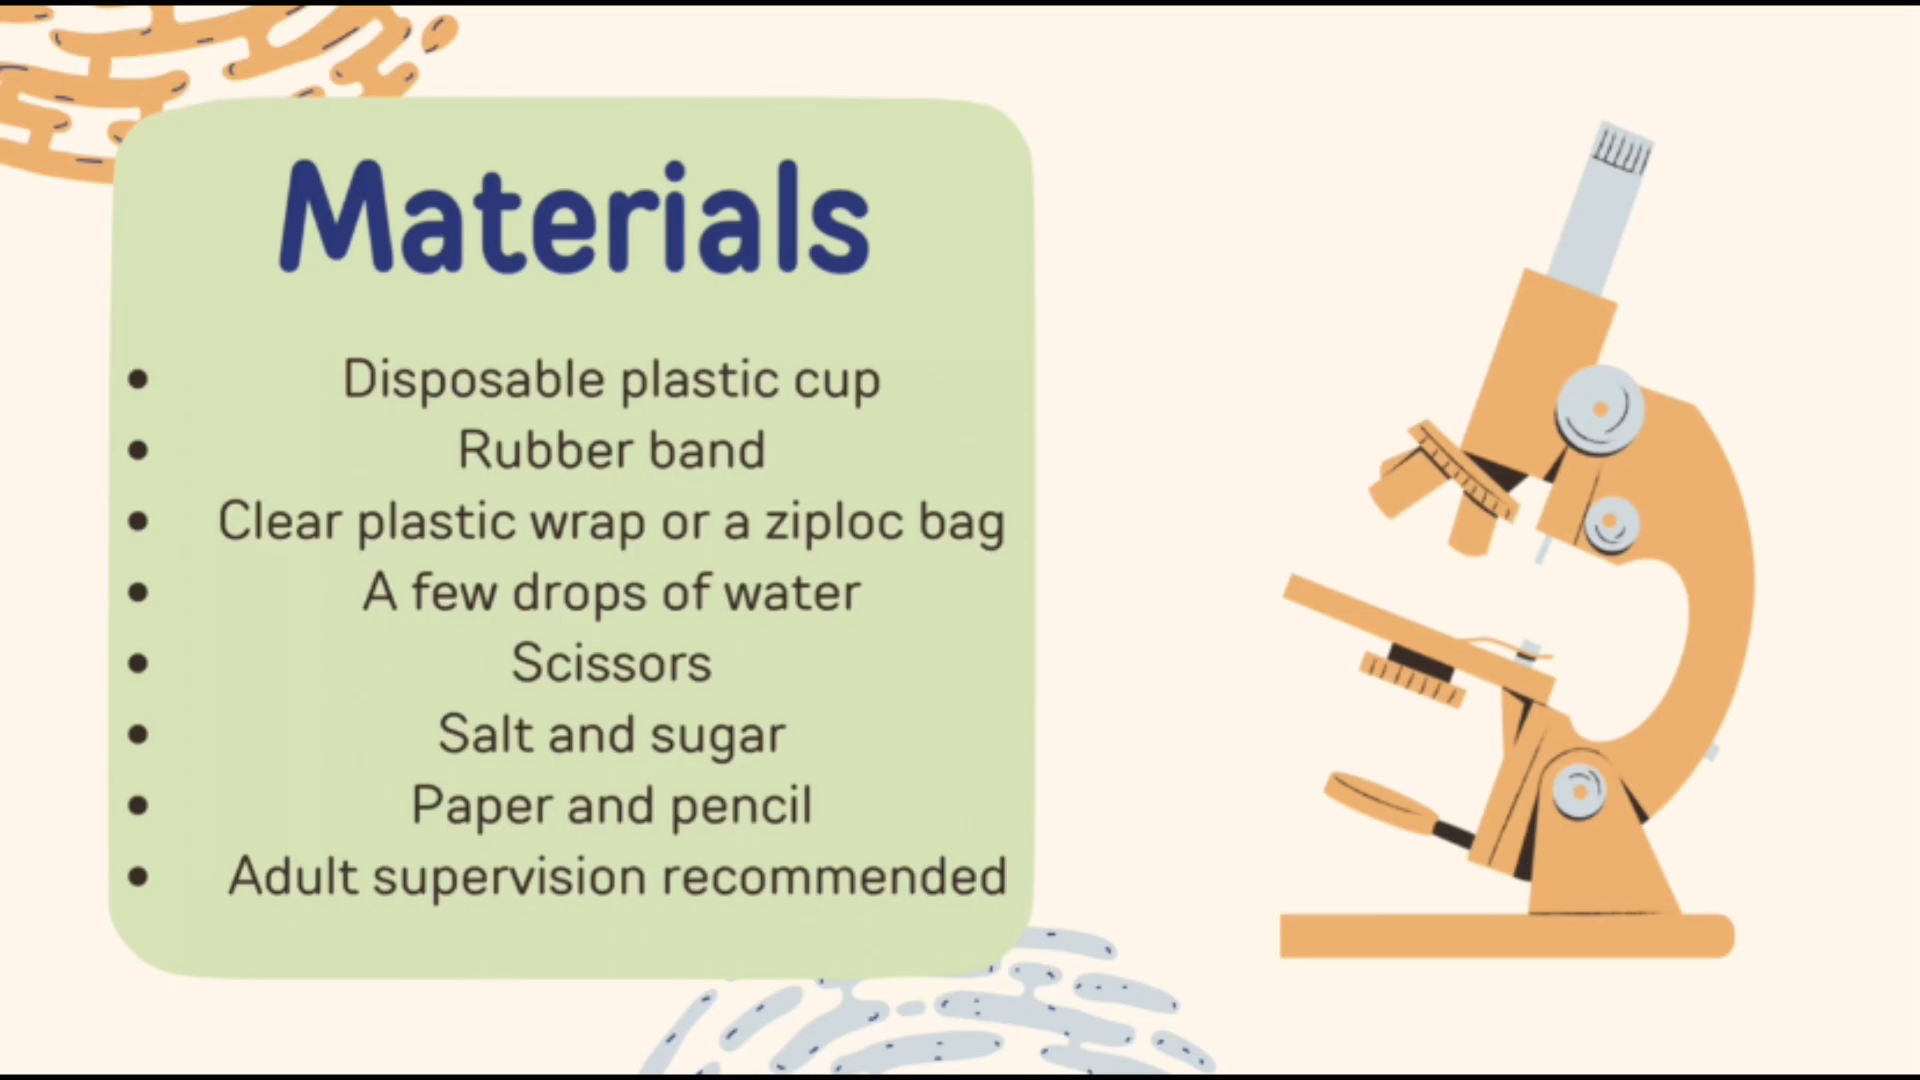 Materials
• Disposable plastic cup
• Rubber band
• Clear plastic wrap or a ziploc bag
• A few drops of water
• Scissors
• Salt and sugar
• Paper and pencil
• Adult supervision recommended